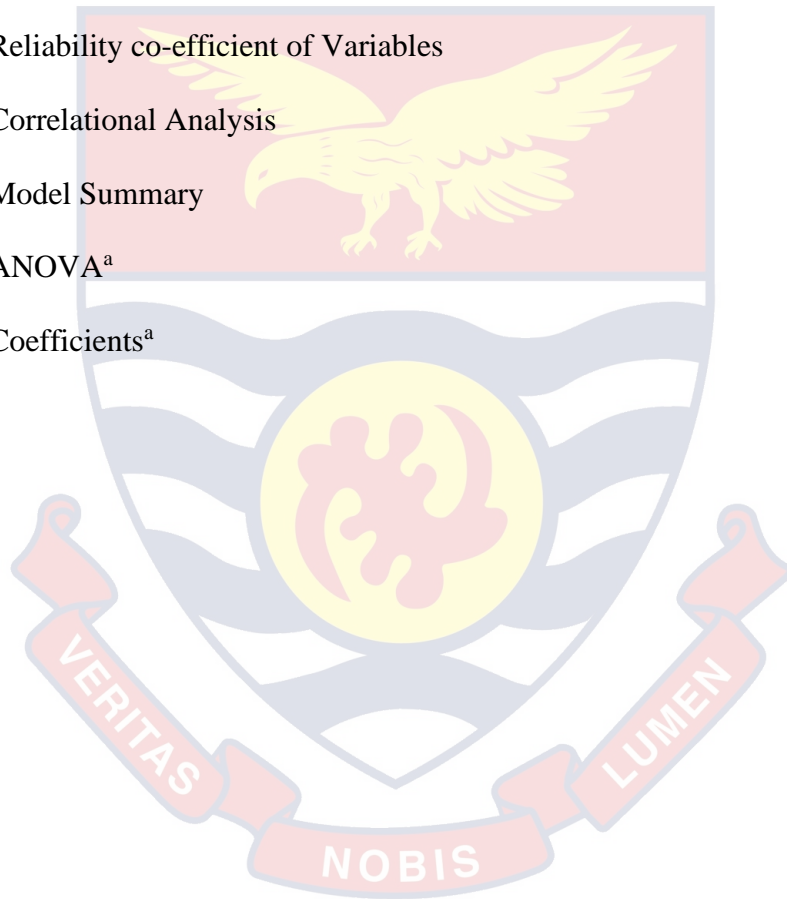 Reliability co-efficient of Variables
Correlational Analysis
Model Summary
ANOVAᵃ
Coefficientsᵃ
VERITAS
NOBIS
LUMEN